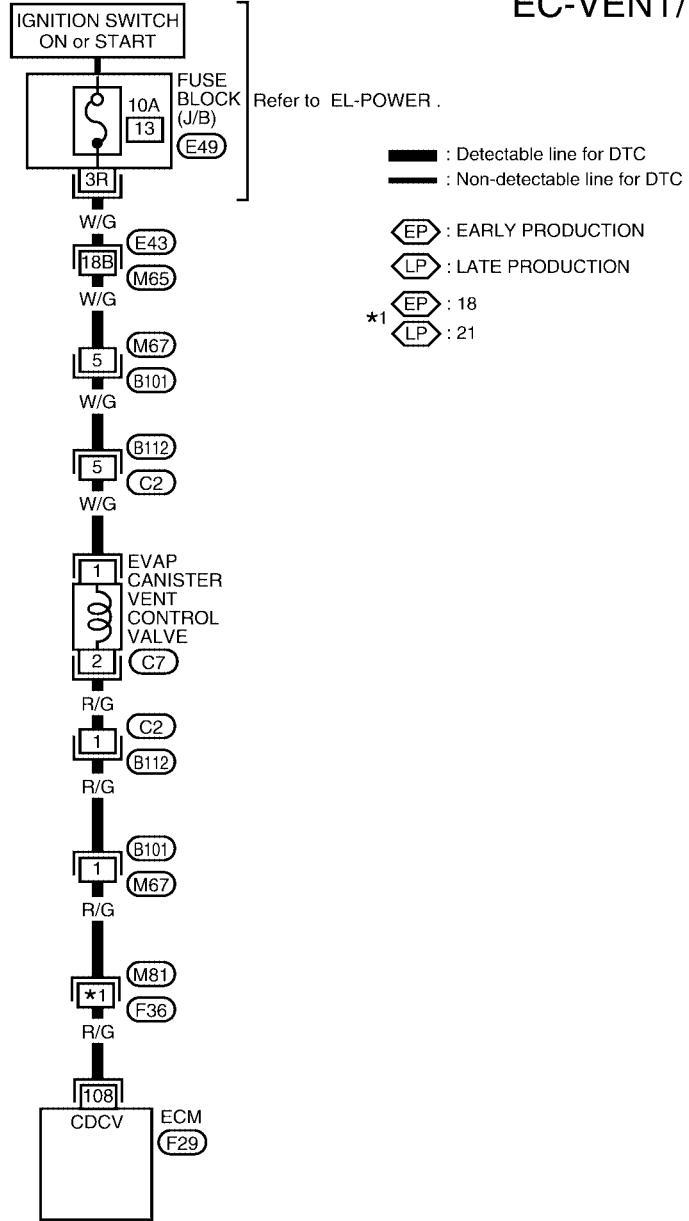 EC-VENT/
IGNITION SWITCH
ON or START
FUSE
BLOCK
(J/B)
10A
13
E49
Refer to EL-POWER .
3R
: Detectable line for DTC
: Non-detectable line for DTC
EP : EARLY PRODUCTION
LP : LATE PRODUCTION
★1 EP : 18
LP : 21
W/G
E43
18B
M65
W/G
M67
5
B101
W/G
B112
5
C2
W/G
1
EVAP
CANISTER
VENT
CONTROL
VALVE
2
C7
R/G
C2
1
B112
R/G
B101
1
M67
R/G
M81
★1
F36
R/G
108
CDCV
ECM
F29